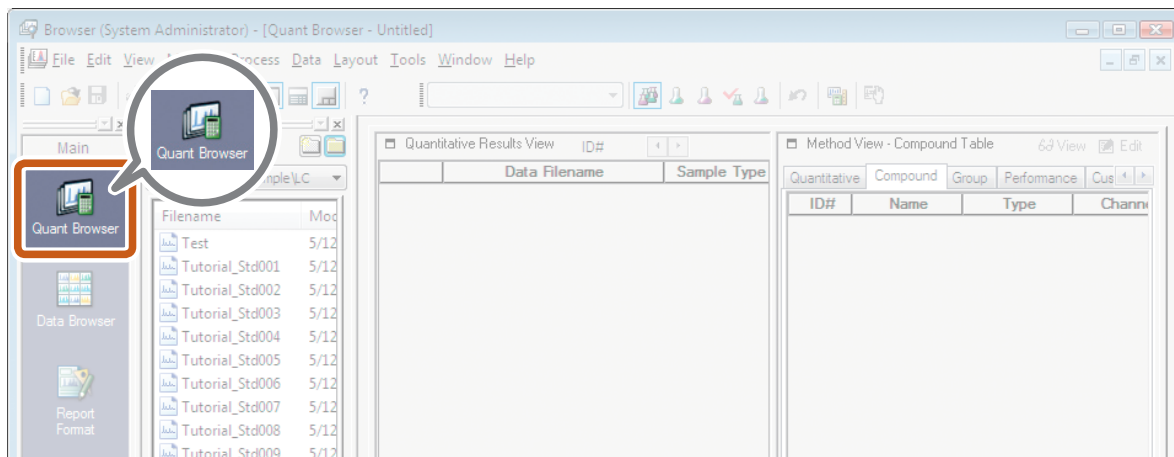 Browser (System Administrator) - [Quant Browser - Untitled]
File Edit View Process Data Layout Tools Window Help
Main
Quant Browser
Quant Browser
Data Browser
Report
Format
mple\LC
Filename Mod
Test 5/12
Tutorial_Std001 5/12
Tutorial_Std002 5/12
Tutorial_Std003 5/12
Tutorial_Std004 5/12
Tutorial_Std005 5/12
Tutorial_Std006 5/12
Tutorial_Std007 5/12
Tutorial_Std008 5/12
Tutorial_Std009 5/12
Quantitative Results View ID#
Data Filename Sample Type
Method View - Compound Table View Edit
Quantitative Compound Group Performance Cus
ID# Name Type Channe